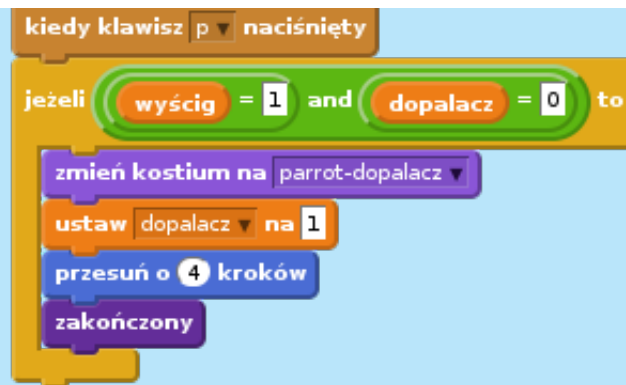 kiedy klawisz p naciśnięty
jeżeli wyścig = 1 and dopalacz = 0 to
zmień kostium na parrot-dopalacz
ustaw dopalacz na 1
przesuń o 4 kroków
zakończony